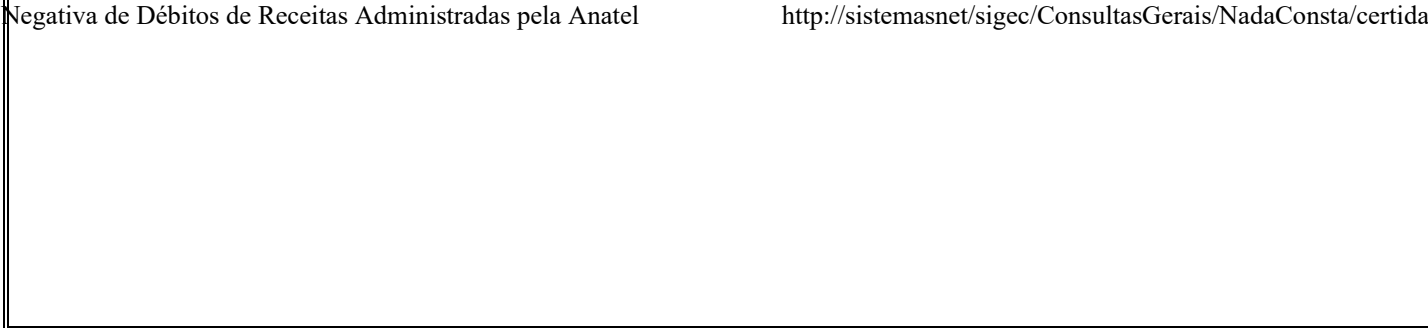 Negativa de Débitos de Receitas Administradas pela Anatel http://sistemasnet/sigec/ConsultasGerais/NadaConsta/certida